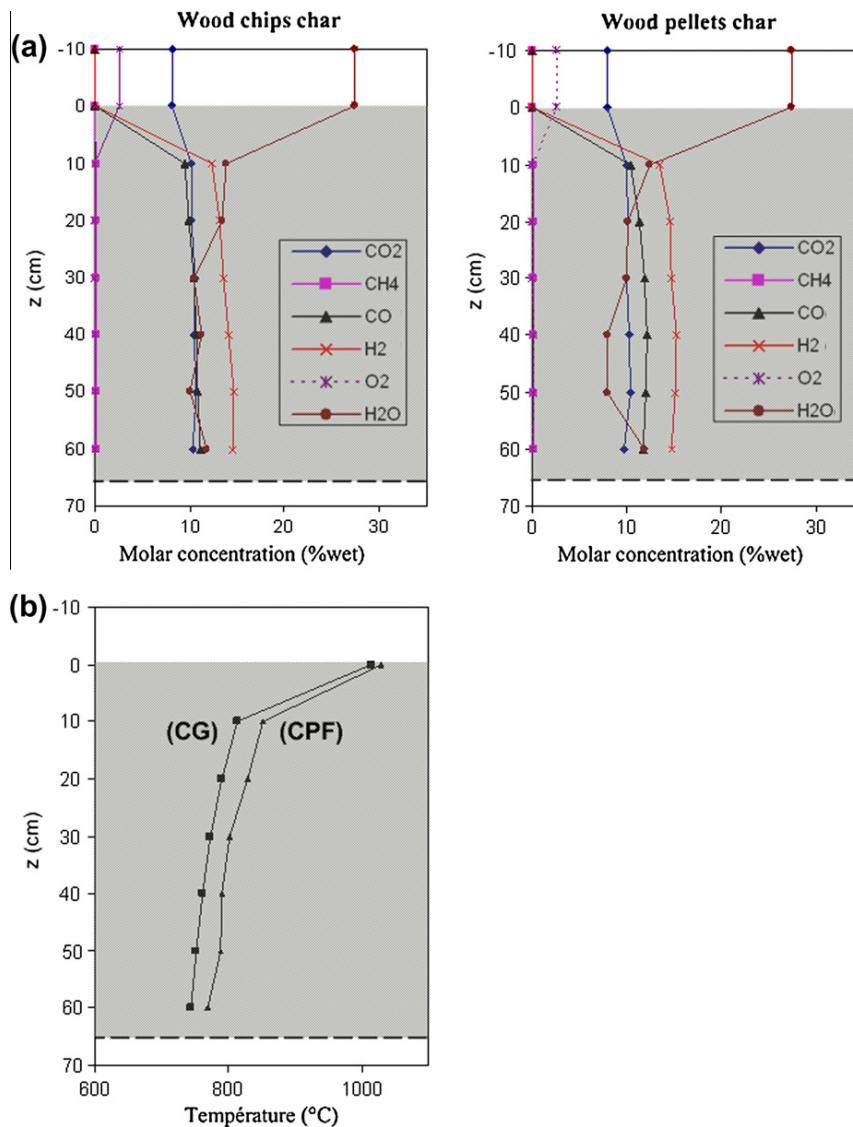 (a)
Wood chips char
-10
0
10
20
30
40
50
60
70
z (cm)
CO2
CH4
CO
H2
O2
H2O
0
10
20
30
Molar concentration (%wet)
Wood pellets char
-10
0
10
20
30
40
50
60
70
z (cm)
CO2
CH4
CO
H2
O2
H2O
0
10
20
30
Molar concentration (%wet)
(b)
-10
0
10
20
30
40
50
60
70
z (cm)
(CG)
(CPF)
600
800
1000
Température (°C)